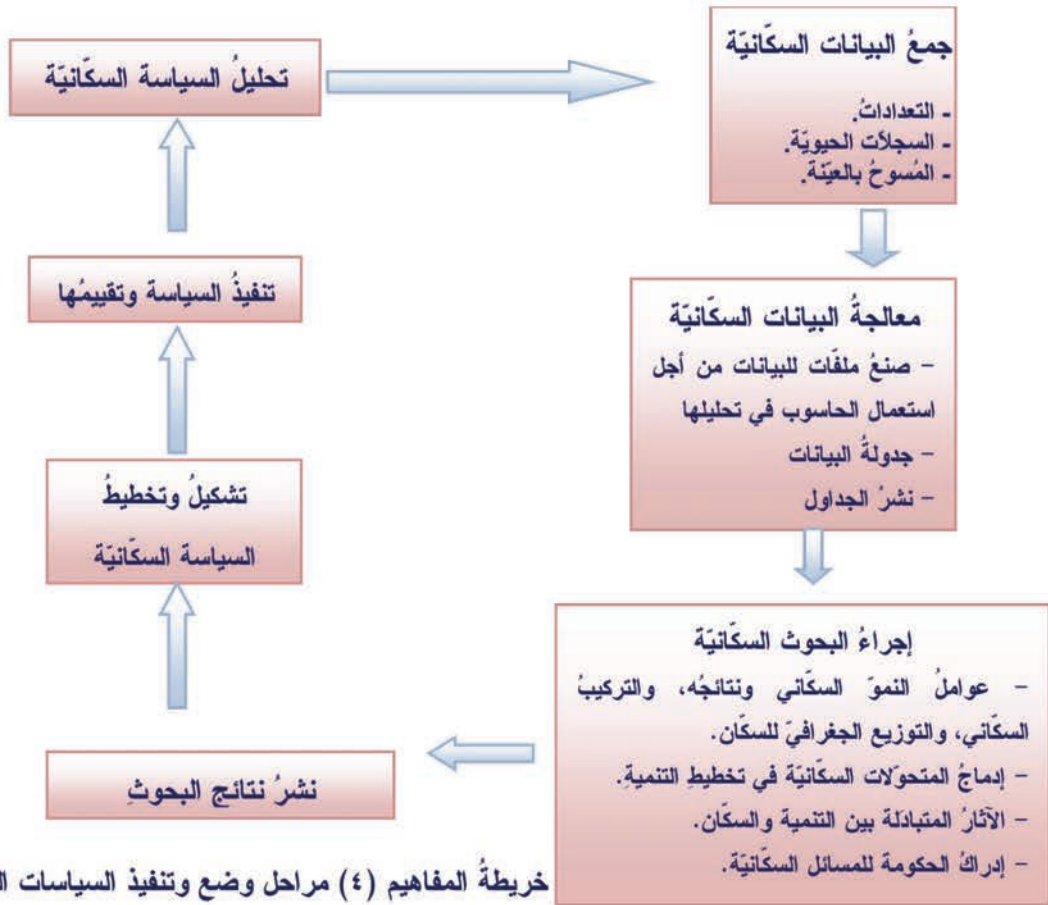 جمعُ البيانات السكّانيّة
- التعداداتُ.
- السجلاّت الحيويّة.
- المُسوحُ بالعيّنة.
معالجةُ البيانات السكّانيّة
– صنعُ ملفّات للبيانات من أجل
استعمال الحاسوب في تحليلها
– جدولةُ البيانات
– نشرُ الجداول
إجراءُ البحوث السكّانيّة
– عواملُ النموّ السكّاني ونتائجُه، والتركيبُ
السكّاني، والتوزيع الجغرافيّ للسكّان.
– إدماجُ المتحوّلات السكّانيّة في تخطيطِ التنميةِ.
– الآثارُ المتبادَلة بين التنمية والسكّان.
– إدراكُ الحكومة للمسائل السكّانيّة.
نشرُ نتائج البحوثِ
تشكيلُ وتخطيطُ
السياسة السكّانيّة
تنفيذُ السياسة وتقييمُها
تحليلُ السياسة السكّانيّة
خريطةُ المفاهيم (٤) مراحل وضع وتنفيذ السياسات